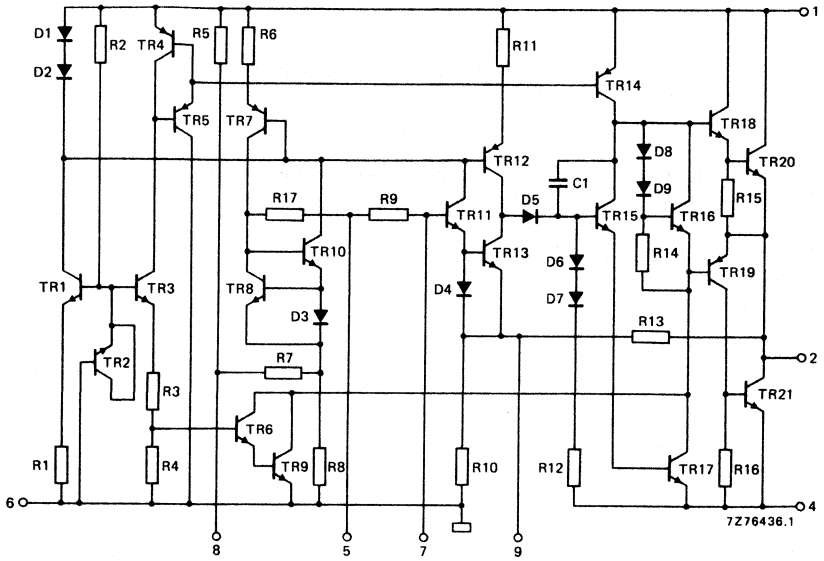 D1
R2
TR4
R5
R6
R11
1
D2
TR14
TR5
TR7
TR18
D8
TR12
TR20
C1
D9
R17
R9
D5
R15
TR11
TR15
TR16
TR10
TR13
R14
D6
TR19
TR1
TR3
TR8
D4
D7
D3
R13
TR2
R7
2
R3
TR21
TR6
R1
R4
TR9
R8
R10
R12
TR17
R16
6
4
7Z76436.1
8
5
7
9